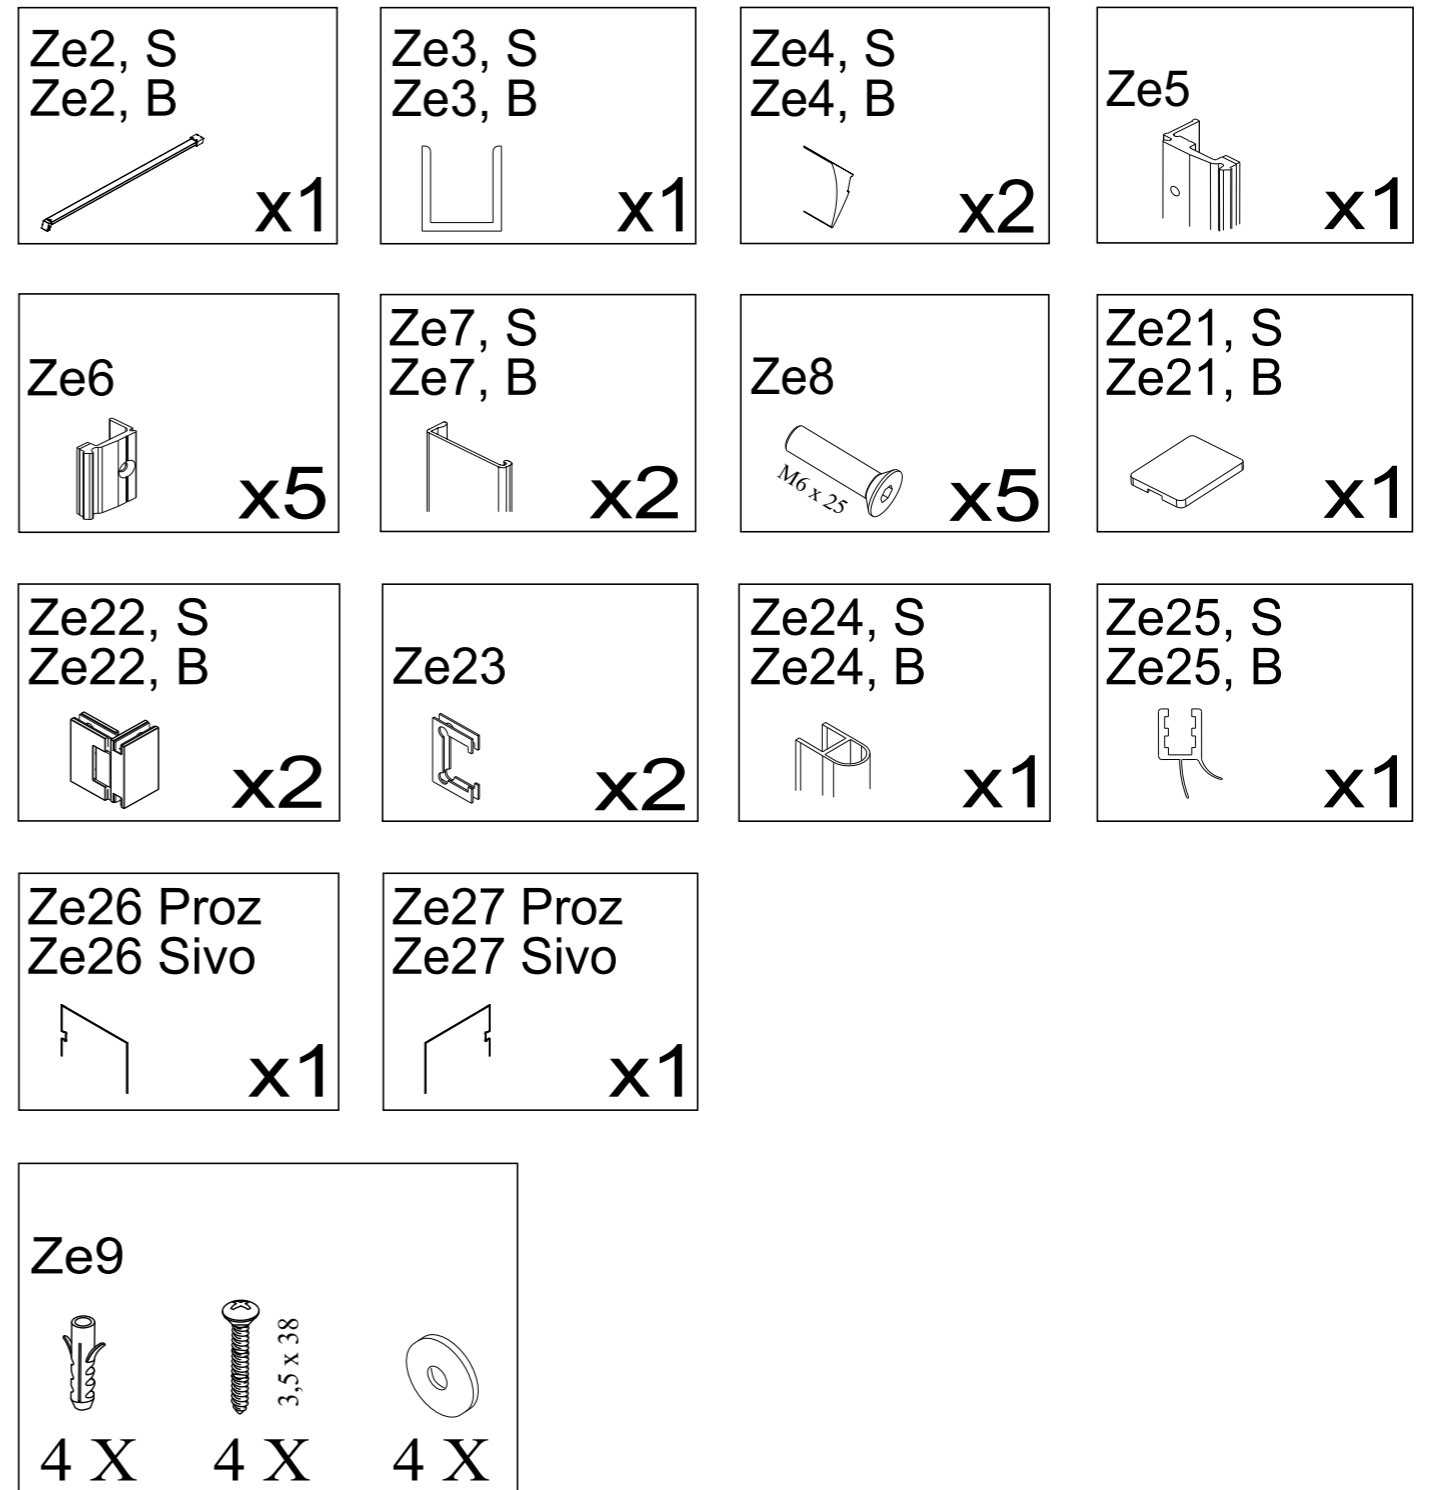 Ze2, S
Ze2, B
x1
Ze3, S
Ze3, B
x1
Ze4, S
Ze4, B
x2
Ze5
x1
Ze6
x5
Ze7, S
Ze7, B
x2
Ze8
M6 x 25
x5
Ze21, S
Ze21, B
x1
Ze22, S
Ze22, B
x2
Ze23
x2
Ze24, S
Ze24, B
x1
Ze25, S
Ze25, B
x1
Ze26 Proz
Ze26 Sivo
x1
Ze27 Proz
Ze27 Sivo
x1
Ze9
3,5 x 38
4 X
4 X
4 X